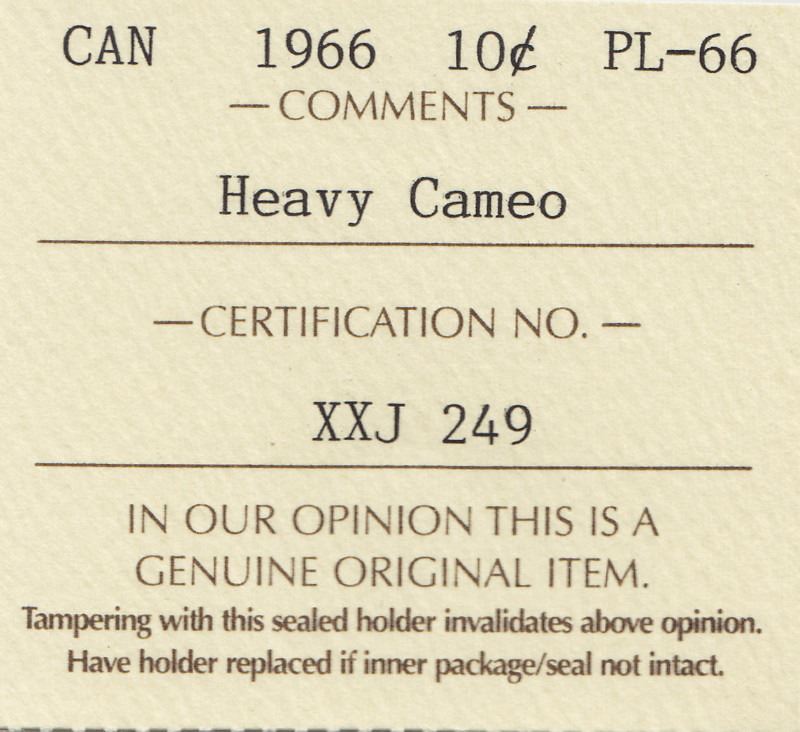 CAN 1966 10¢ PL-66
— COMMENTS —
Heavy Cameo
— CERTIFICATION NO. —
XXJ 249
IN OUR OPINION THIS IS A
GENUINE ORIGINAL ITEM.
Tampering with this sealed holder invalidates above opinion.
Have holder replaced if inner package/seal not intact.